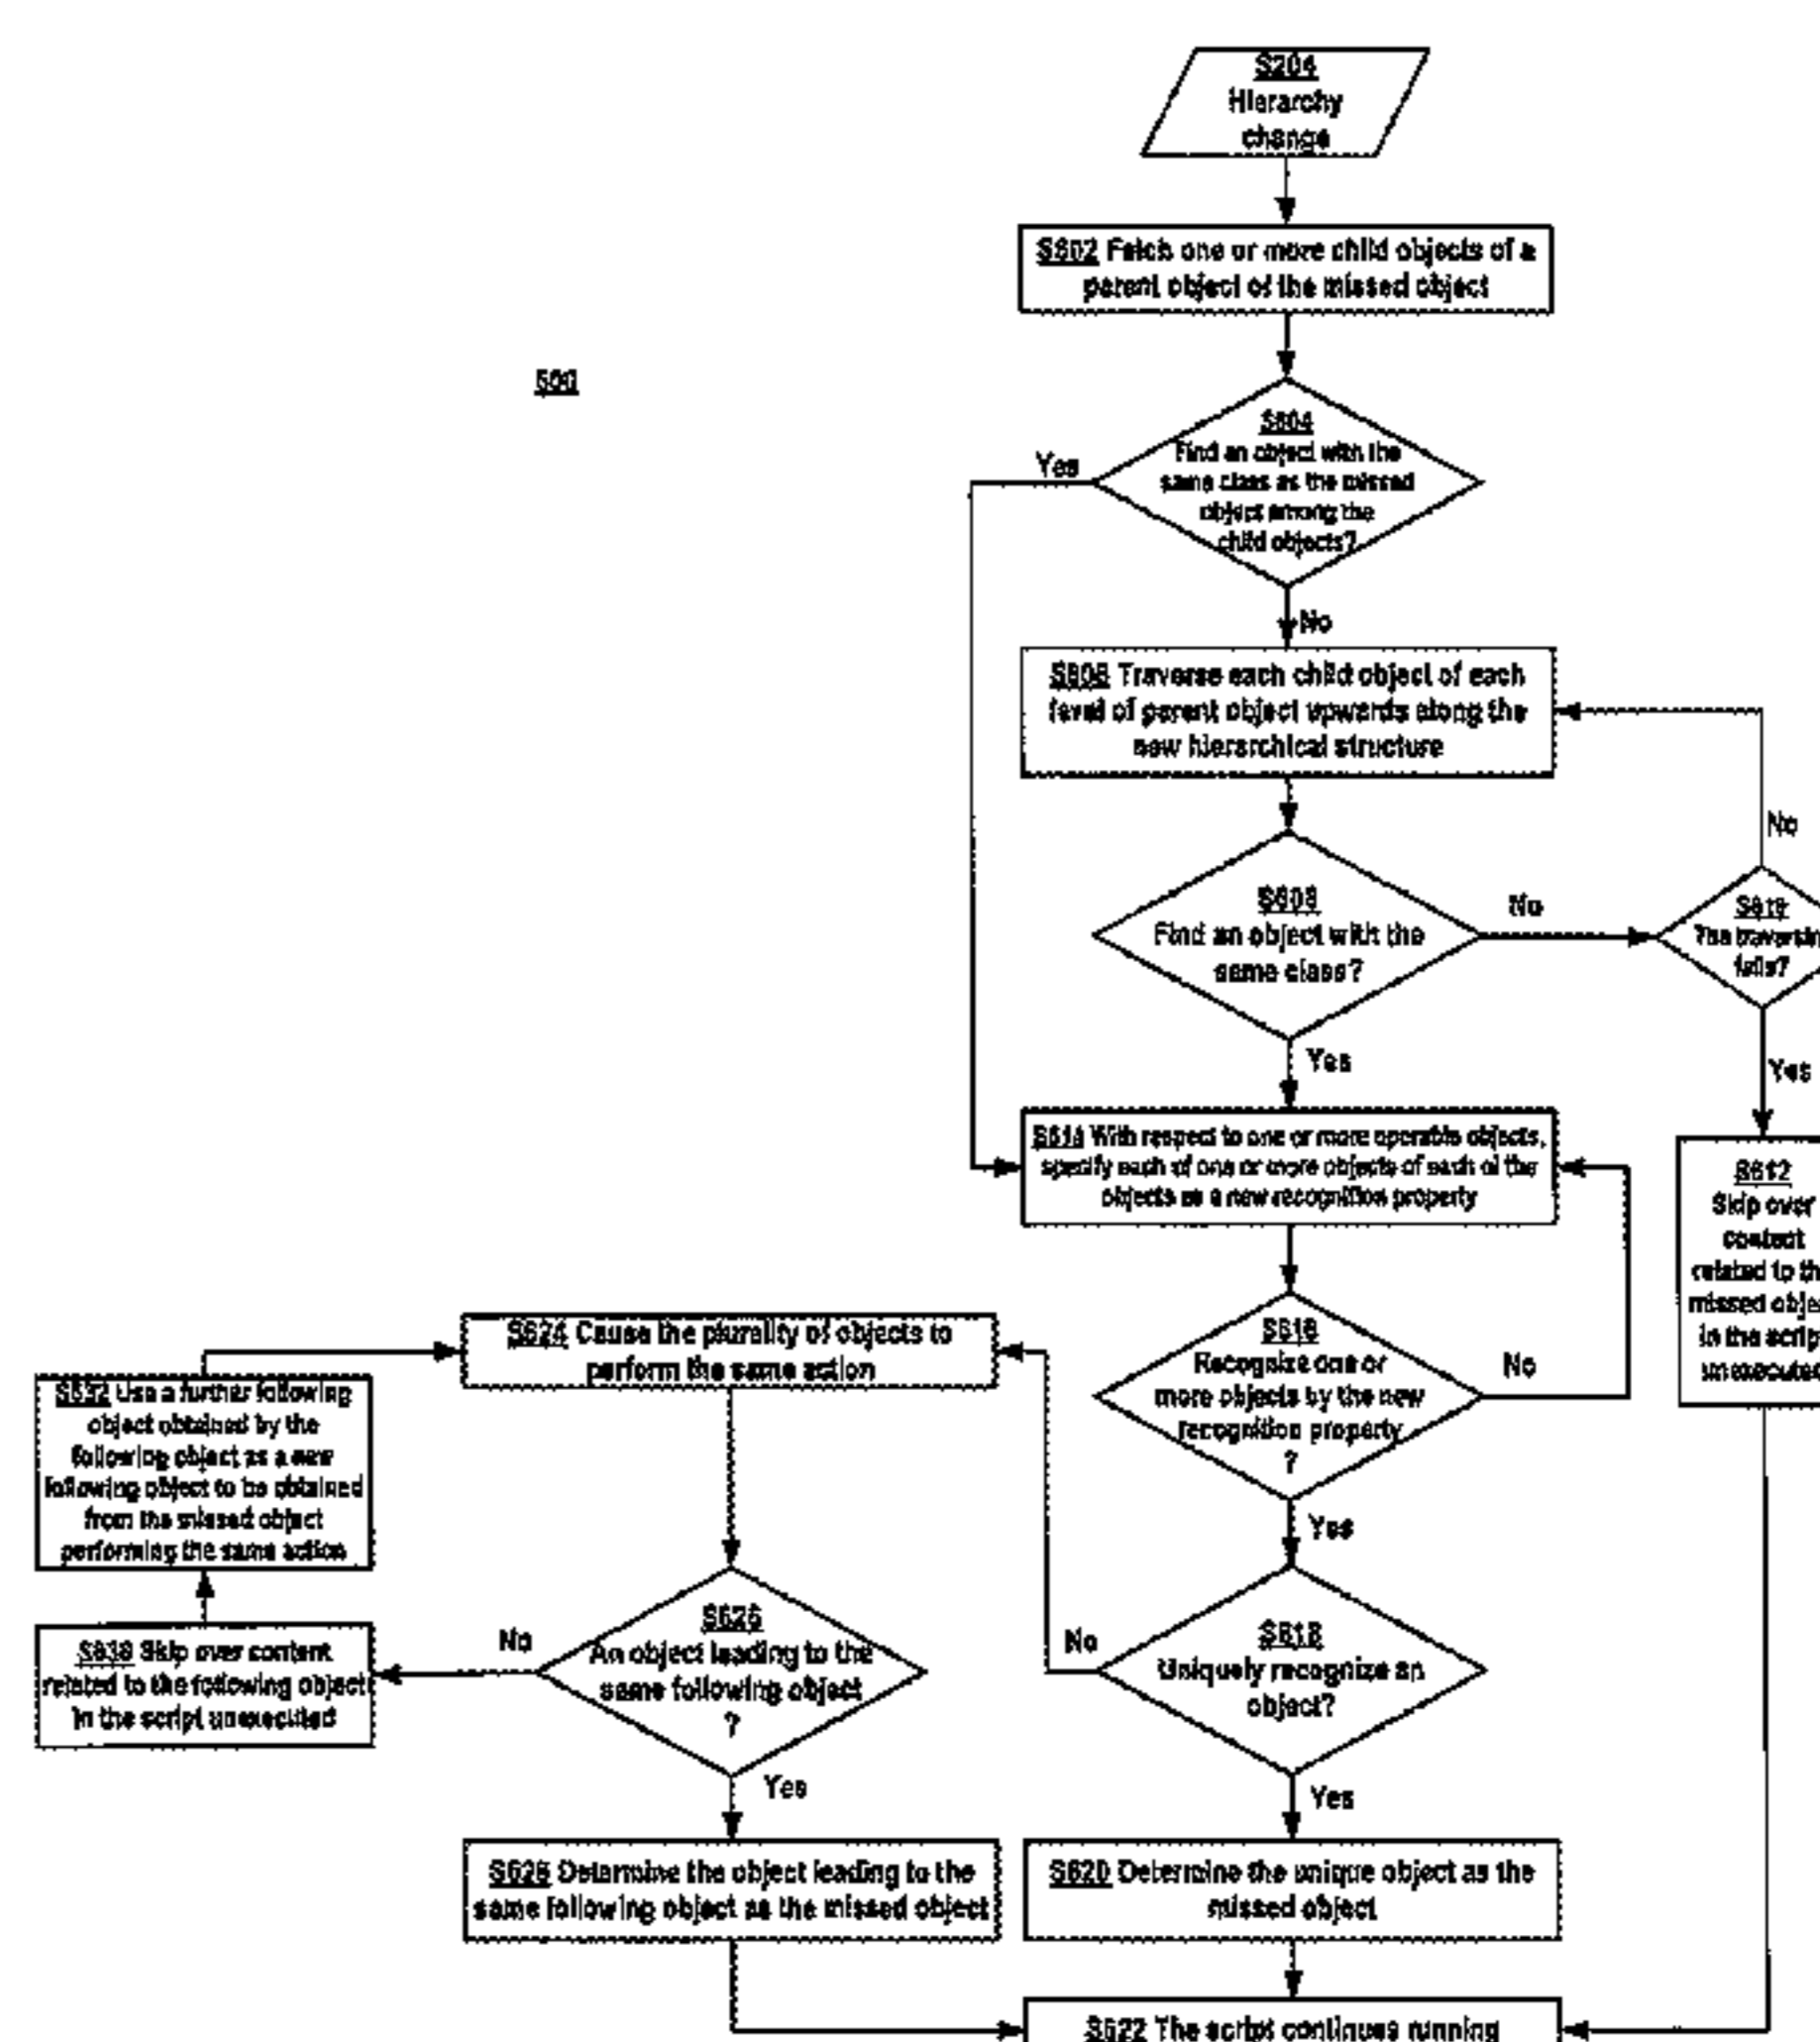 S204
Hierarchy
change
S602 Fetch one or more child objects of a
parent object of the missed object
S604
Find an object with the
same class as the missed
object among the
child objects?
Yes
No
S606 Traverse each child object of each
level of parent object upwards along the
new hierarchical structure
No
S608
Find an object with the
same class?
No
S610
fails?
Yes
Yes
S614 With respect to one or more operable objects,
specify each of one or more objects of each of the
objects as a new recognition property
S612
Skip over
content
related to
missed
in the
unexecuted
S616
Recognize one or
more objects by the new
recognition property
?
No
Yes
S624 Cause the plurality of objects to
perform the same action
S632 Use a further following
object obtained by the
following object as a new
following object to be obtained
from the missed object
performing the same action
S626
An object leading to the
same following object
?
No
Yes
S630 Skip over content
related to the following object
in the script unexecuted
S618
Uniquely recognize an
object?
No
Yes
S628 Determine the object leading to the
same following object as the missed object
S620 Determine the unique object as the
missed object
S622 The script continues running